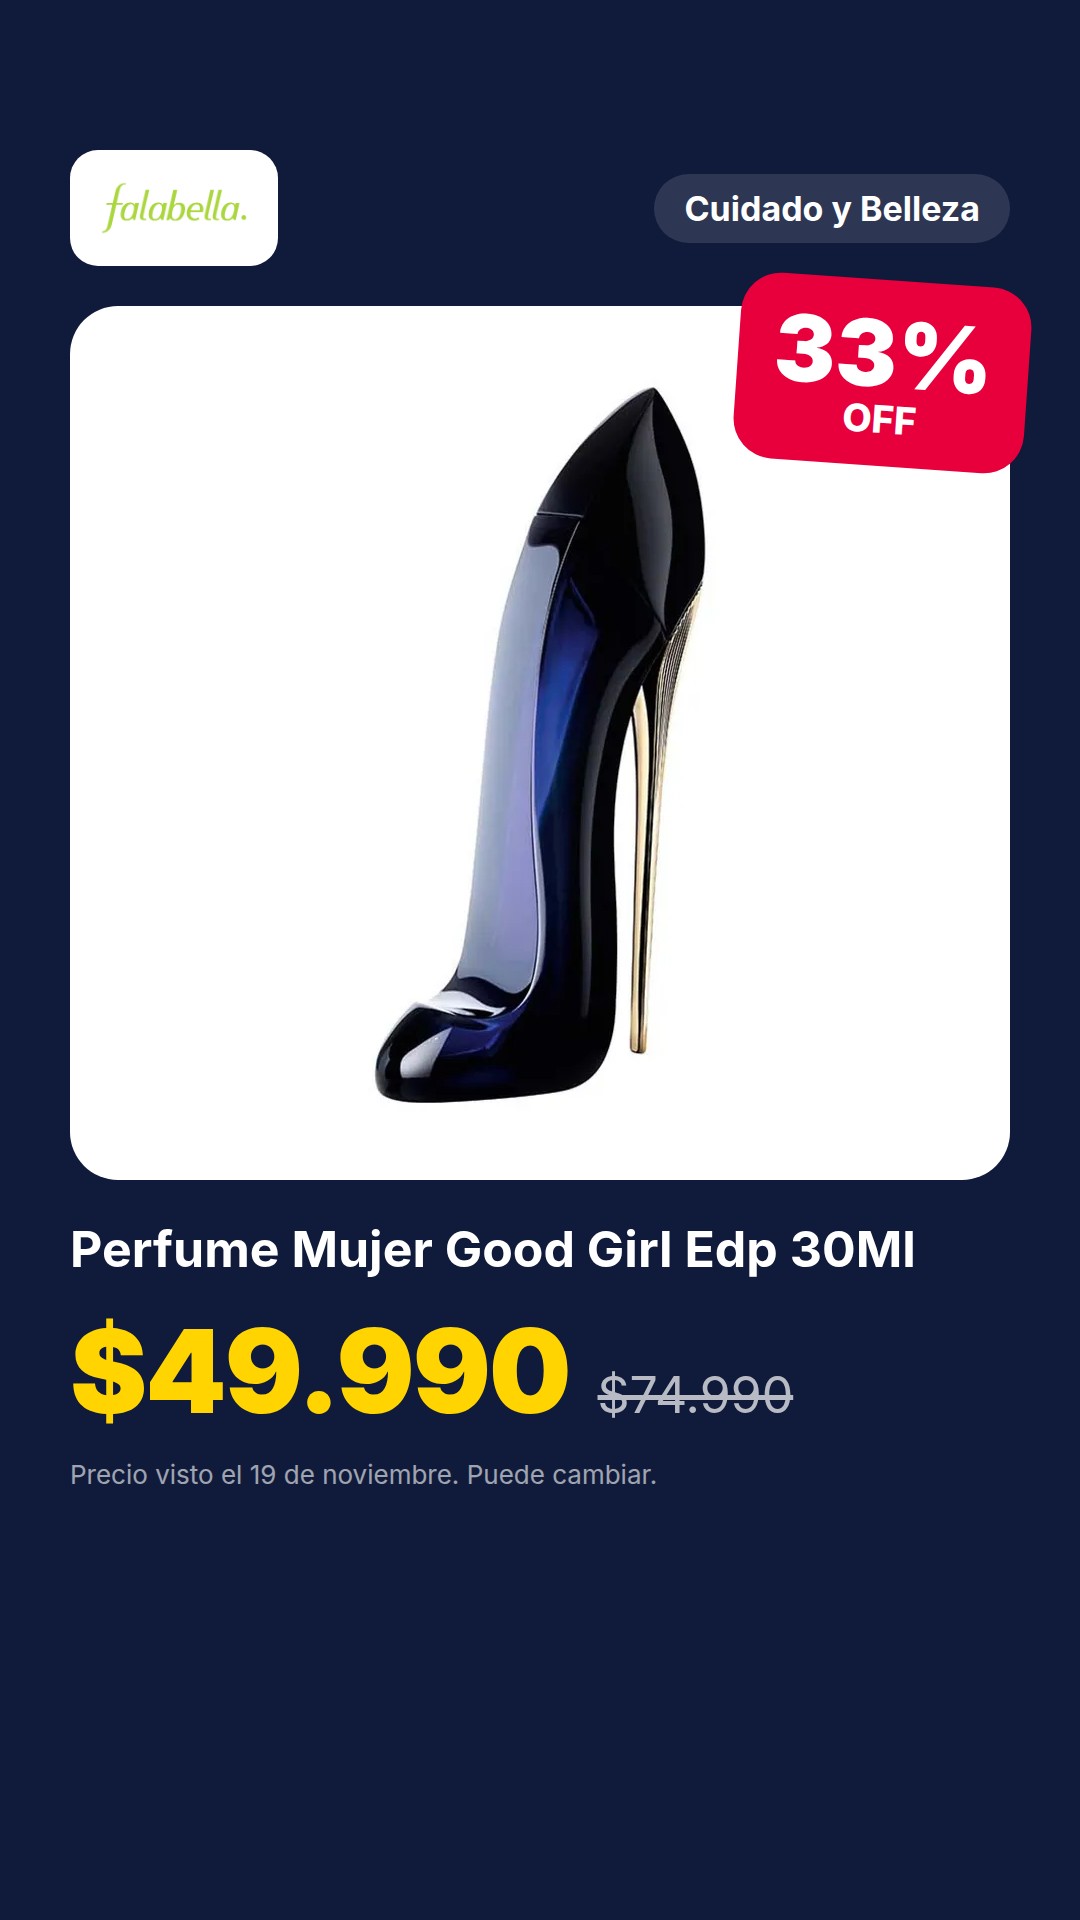 falabella.
Cuidado y Belleza
33%
OFF
Perfume Mujer Good Girl Edp 30Ml
$49.990 $74.990
Precio visto el 19 de noviembre. Puede cambiar.